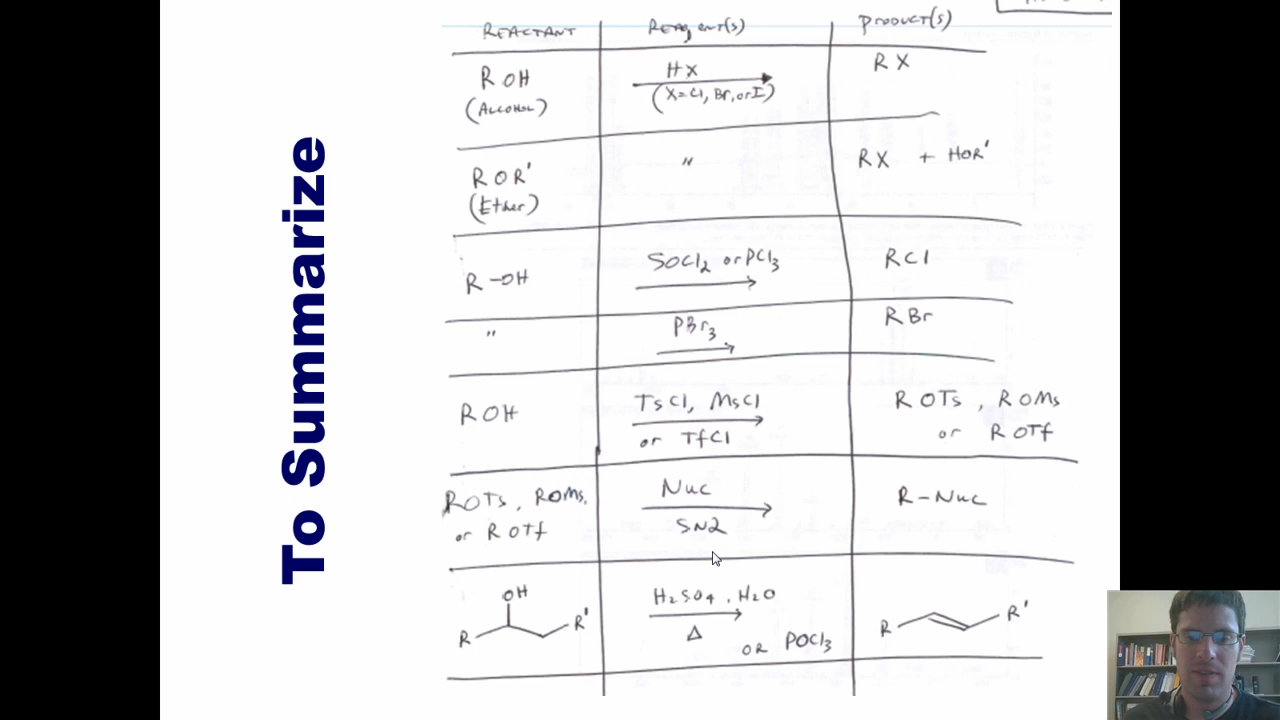 To Summarize
REACTANT Reagent(s) Product(s)
ROH HX RX
(Alcohol) (X=Cl, Br, or I)
ROR' " RX + HOR'
(Ether)
R-OH SOCl2 or PCl3 RCl
" PBr3 RBr
ROH TsCl, MsCl ROTs, ROMs
or TfCl or ROTf
ROTs, ROMs, Nuc R-Nuc
or ROTf SN2
OH H2SO4, H2O
R R' Δ or POCl3 R R'